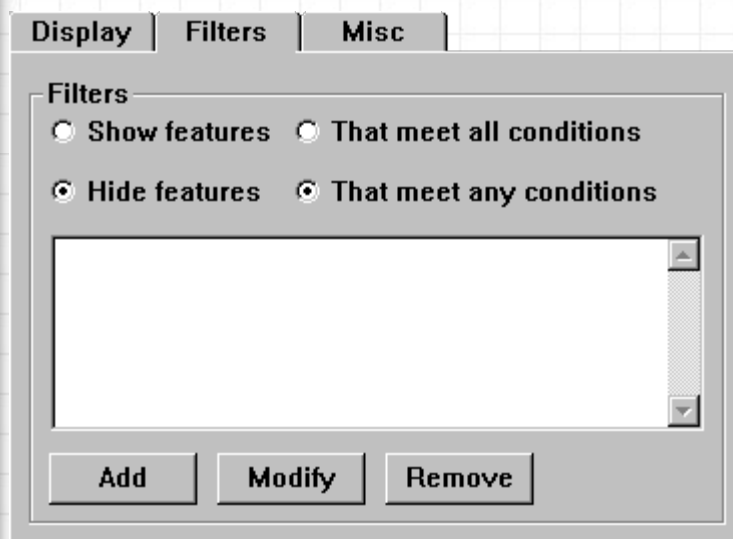 Display Filters Misc
Filters
Show features That meet all conditions
Hide features That meet any conditions
Add Modify Remove